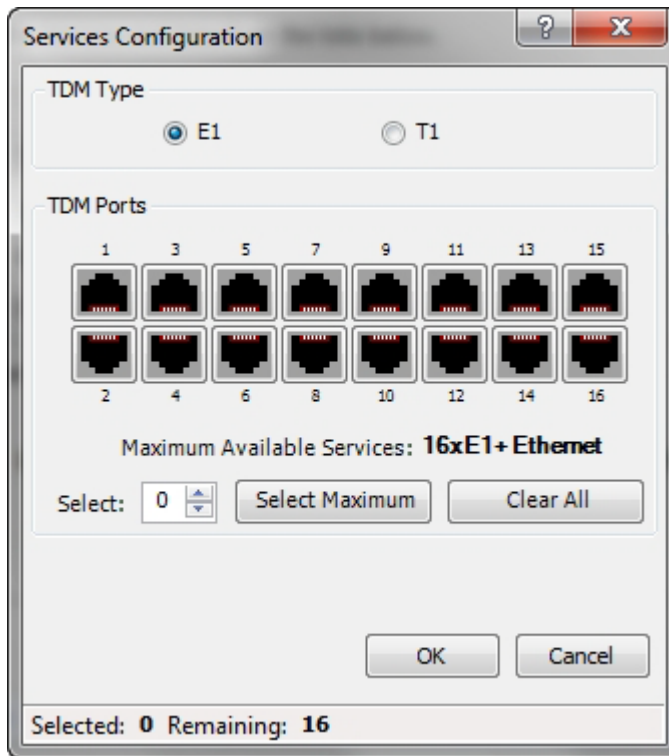 Services Configuration
?
TDM Type
E1 T1
TDM Ports
1 3 5 7 9 11 13 15
2 4 6 8 10 12 14 16
Maximum Available Services: 16xE1+ Ethernet
Select: 0 Select Maximum Clear All
OK Cancel
Selected: 0 Remaining: 16